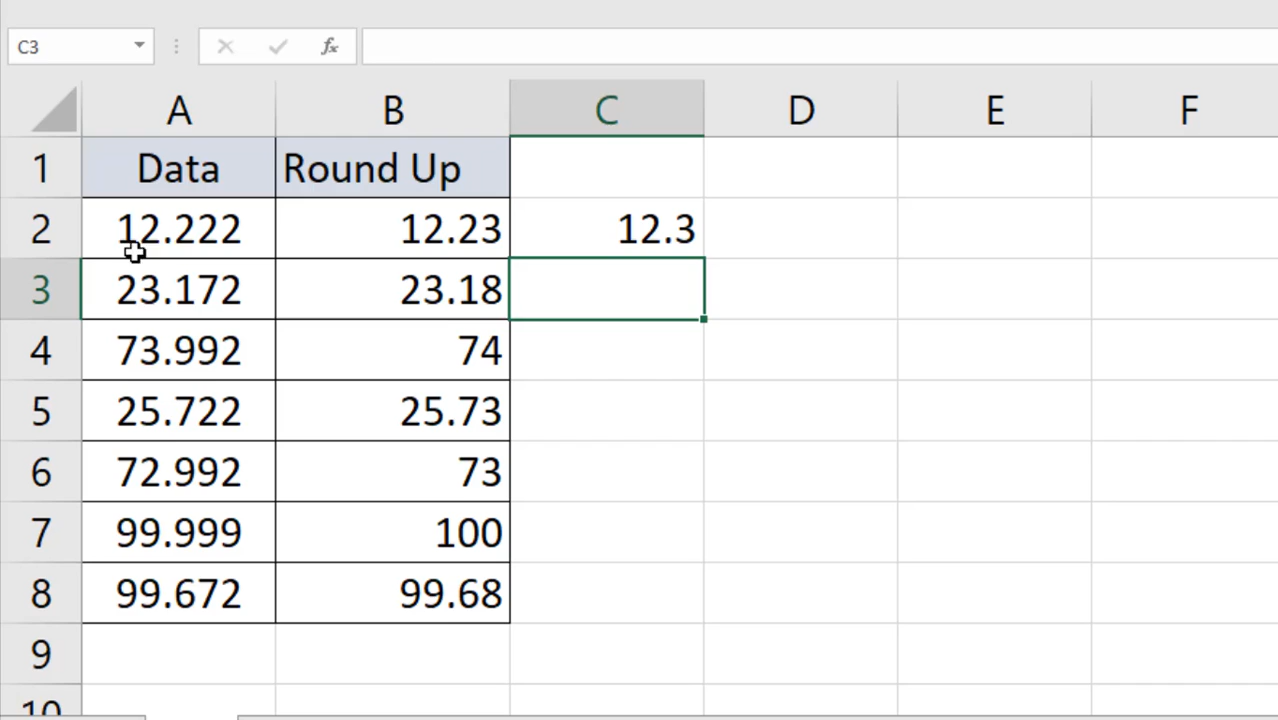 C3 fx
A B C D E F
1 Data Round Up
2 12.222 12.23 12.3
3 23.172 23.18
4 73.992 74
5 25.722 25.73
6 72.992 73
7 99.999 100
8 99.672 99.68
9
10